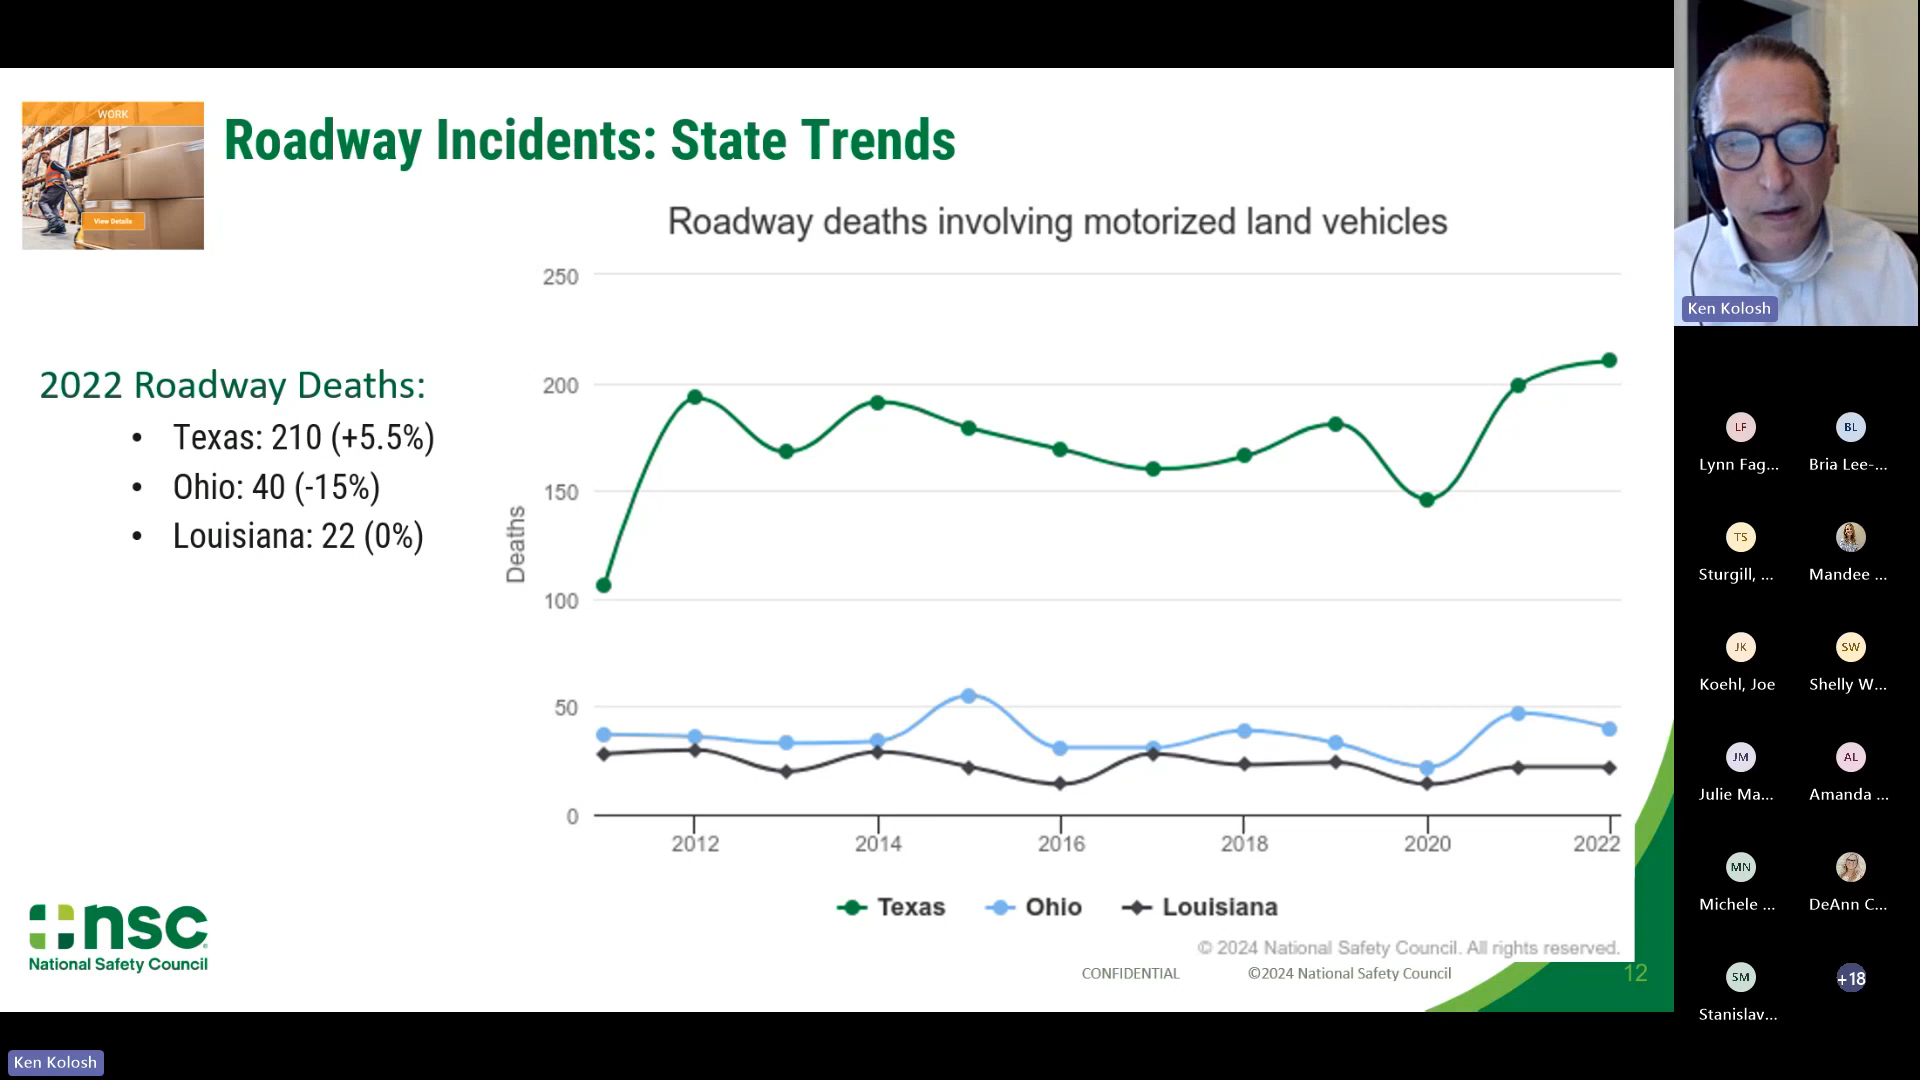 WORK
View Details
Roadway Incidents: State Trends
Roadway deaths involving motorized land vehicles
2022 Roadway Deaths:
• Texas: 210 (+5.5%)
• Ohio: 40 (-15%)
• Louisiana: 22 (0%)
Deaths
250
200
150
100
50
0
2012 2014 2016 2018 2020 2022
Texas Ohio Louisiana
© 2024 National Safety Council. All rights reserved.
CONFIDENTIAL ©2024 National Safety Council 12
nsc
National Safety Council
Ken Kolosh
Ken Kolosh
LF BL
Lynn Fag... Bria Lee-...
TS
Sturgill, ... Mandee ...
JK SW
Koehl, Joe Shelly W...
JM AL
Julie Ma... Amanda ...
MN
Michele ... DeAnn C...
SM +18
Stanislav...